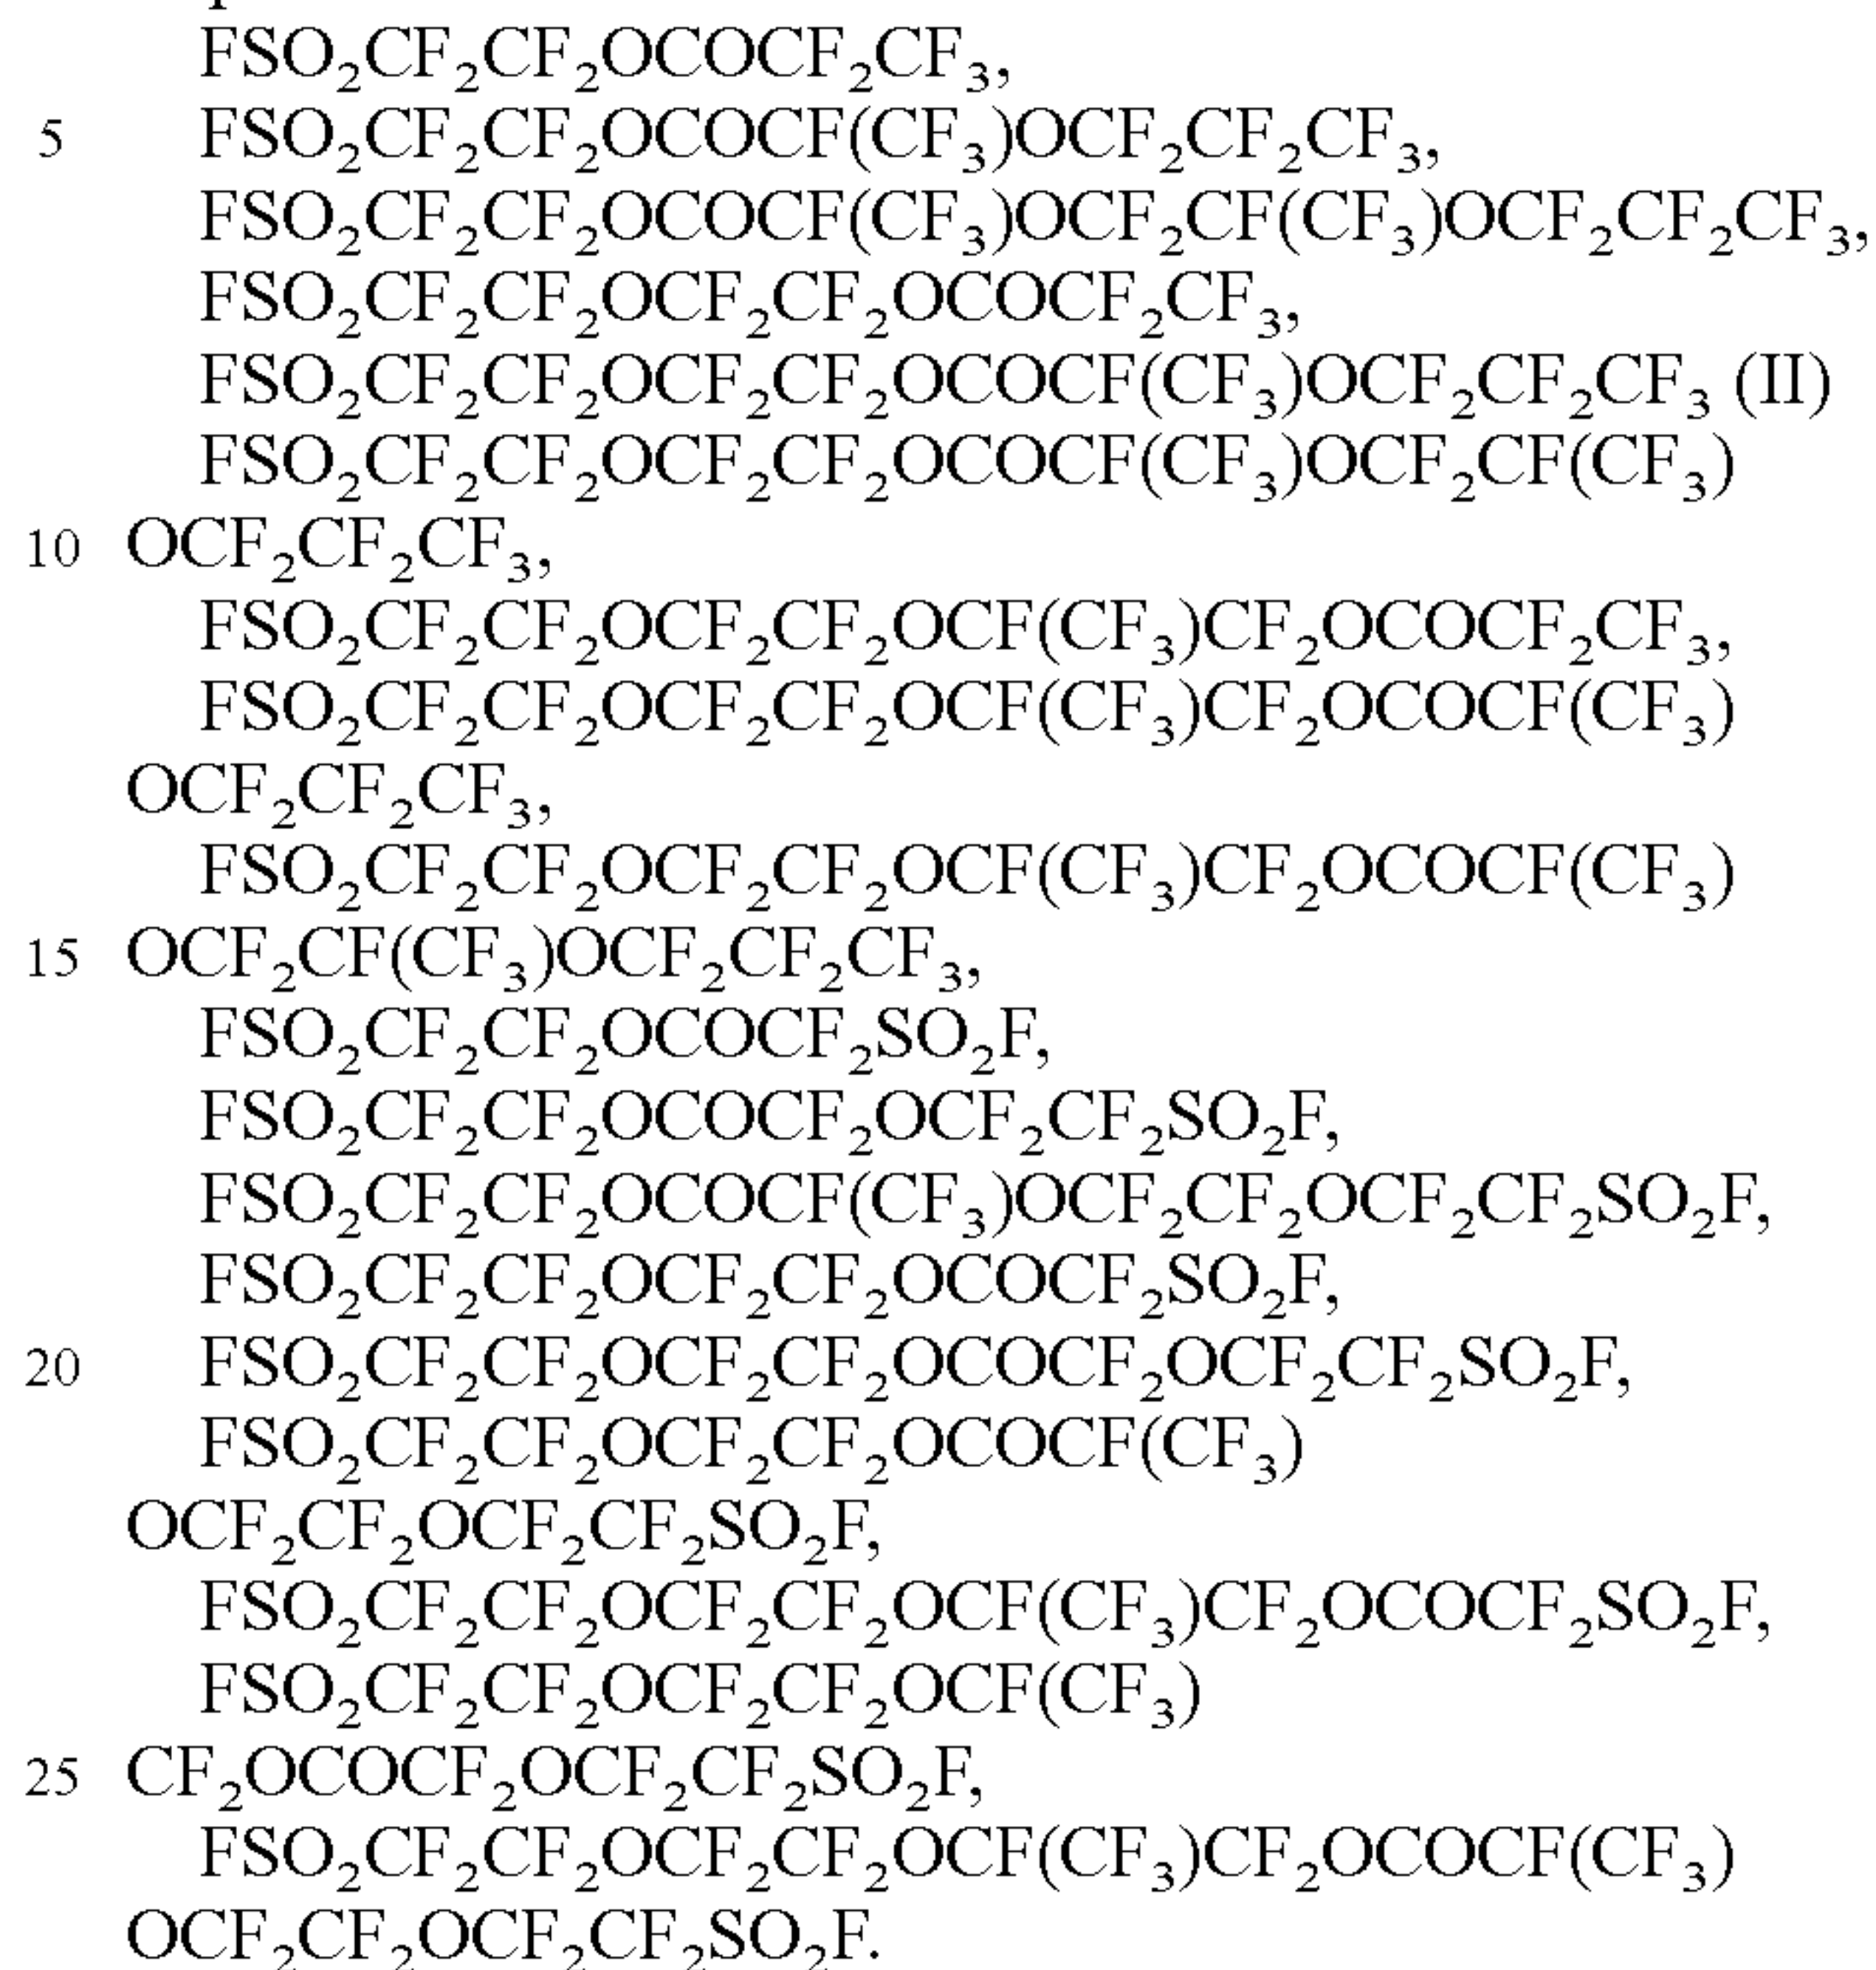 FSO₂CF₂CF₂OCOCF₂CF₃,
5 FSO₂CF₂CF₂OCOCF(CF₃)OCF₂CF₂CF₃,
FSO₂CF₂CF₂OCOCF(CF₃)OCF₂CF(CF₃)OCF₂CF₂CF₃,
FSO₂CF₂CF₂OCF₂CF₂OCOCF₂CF₃,
FSO₂CF₂CF₂OCF₂CF₂OCOCF(CF₃)OCF₂CF₂CF₃ (II)
FSO₂CF₂CF₂OCF₂CF₂OCOCF(CF₃)OCF₂CF(CF₃)
10 OCF₂CF₂CF₃,
FSO₂CF₂CF₂OCF₂CF₂OCF(CF₃)CF₂OCOCF₂CF₃,
FSO₂CF₂CF₂OCF₂CF₂OCF(CF₃)CF₂OCOCF(CF₃)
OCF₂CF₂CF₃,
FSO₂CF₂CF₂OCF₂CF₂OCF(CF₃)CF₂OCOCF(CF₃)
15 OCF₂CF(CF₃)OCF₂CF₂CF₃,
FSO₂CF₂CF₂OCOCF₂SO₂F,
FSO₂CF₂CF₂OCOCF₂OCF₂CF₂SO₂F,
FSO₂CF₂CF₂OCOCF(CF₃)OCF₂CF₂OCF₂CF₂SO₂F,
FSO₂CF₂CF₂OCF₂CF₂OCOCF₂SO₂F,
20 FSO₂CF₂CF₂OCF₂CF₂OCOCF₂OCF₂CF₂SO₂F,
FSO₂CF₂CF₂OCF₂CF₂OCOCF(CF₃)
OCF₂CF₂OCF₂CF₂SO₂F,
FSO₂CF₂CF₂OCF₂CF₂OCF(CF₃)CF₂OCOCF₂SO₂F,
FSO₂CF₂CF₂OCF₂CF₂OCF(CF₃)
25 CF₂OCOCF₂OCF₂CF₂SO₂F,
FSO₂CF₂CF₂OCF₂CF₂OCF(CF₃)CF₂OCOCF(CF₃)
OCF₂CF₂OCF₂CF₂SO₂F.